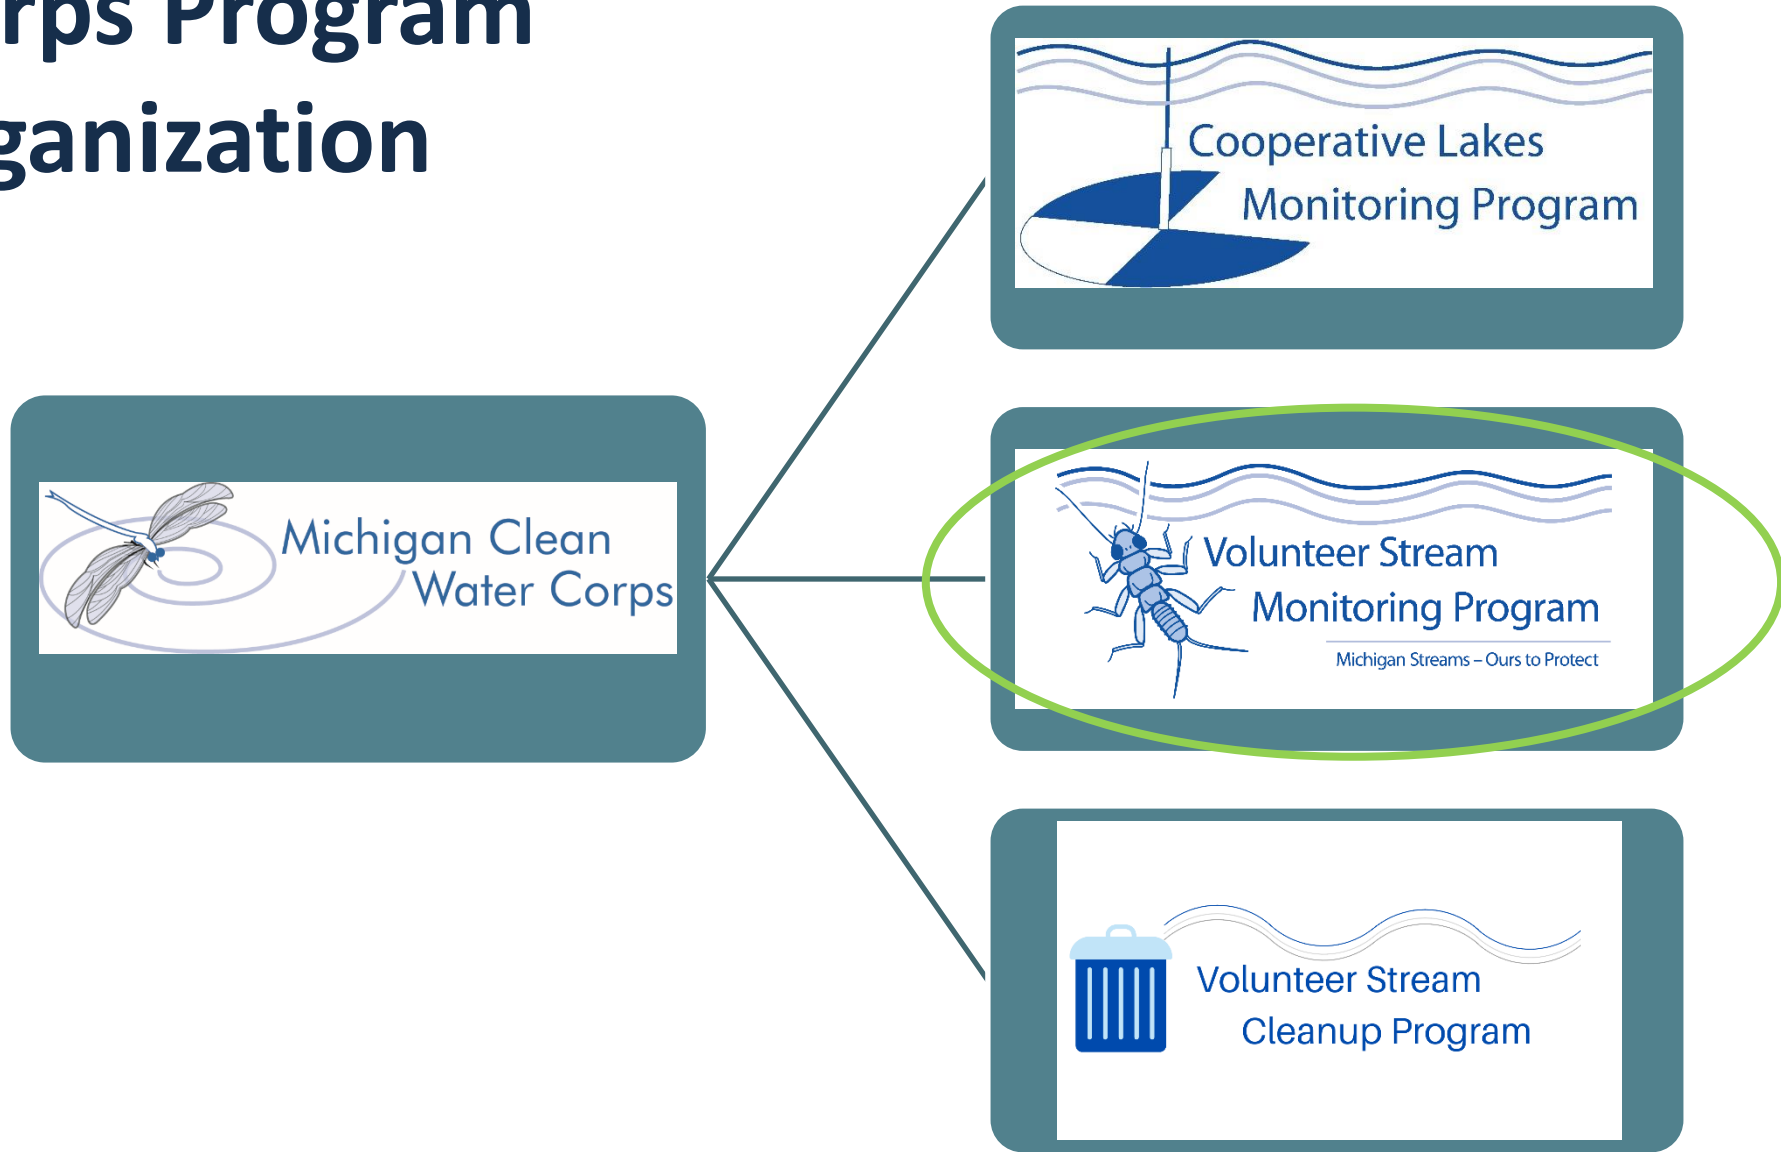 rps Program
ganization
Cooperative Lakes
Monitoring Program
Michigan Clean
Water Corps
Volunteer Stream
Monitoring Program
Michigan Streams – Ours to Protect
Volunteer Stream
Cleanup Program